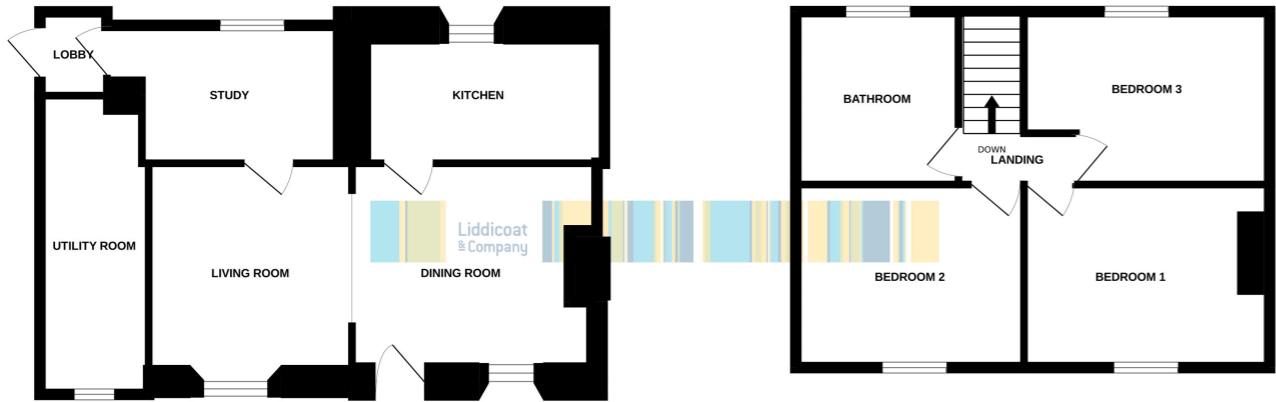 LOBBY
STUDY
KITCHEN
UTILITY ROOM
LIVING ROOM
DINING ROOM
Liddicoat
& Company
BATHROOM
BEDROOM 3
DOWN
LANDING
BEDROOM 2
BEDROOM 1